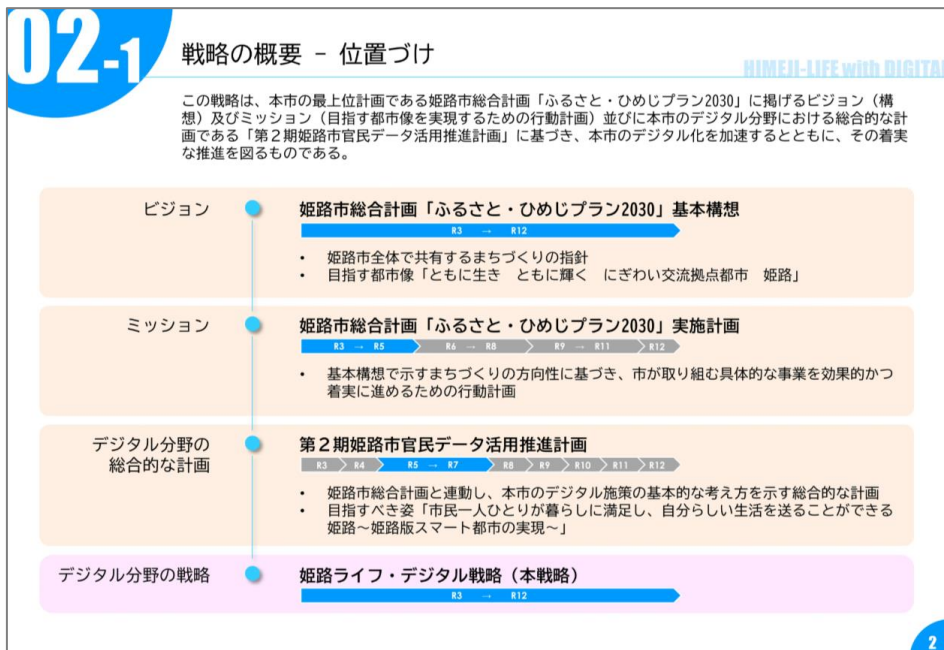 02-1
戦略の概要 － 位置づけ
HIMEJI-LIFE with DIGITAL
この戦略は、本市の最上位計画である姫路市総合計画「ふるさと・ひめじプラン2030」に掲げるビジョン（構
想）及びミッション（目指す都市像を実現するための行動計画）並びに本市のデジタル分野における総合的な計
画である「第２期姫路市官民データ活用推進計画」に基づき、本市のデジタル化を加速するとともに、その着実
な推進を図るものである。
ビジョン
姫路市総合計画「ふるさと・ひめじプラン2030」基本構想
R3 → R12
• 姫路市全体で共有するまちづくりの指針
• 目指す都市像「ともに生き ともに輝く にぎわい交流拠点都市 姫路」
ミッション
姫路市総合計画「ふるさと・ひめじプラン2030」実施計画
R3 → R5 R6 → R8 R9 → R11 R12
• 基本構想で示すまちづくりの方向性に基づき、市が取り組む具体的な事業を効果的かつ
着実に進めるための行動計画
デジタル分野の
総合的な計画
第２期姫路市官民データ活用推進計画
R3 R4 R5 → R7 R8 R9 R10 R11 R12
• 姫路市総合計画と連動し、本市のデジタル施策の基本的な考え方を示す総合的な計画
• 目指すべき姿「市民一人ひとりが暮らしに満足し、自分らしい生活を送ることができる
姫路～姫路版スマート都市の実現～」
デジタル分野の戦略
姫路ライフ・デジタル戦略（本戦略）
R3 → R12
2